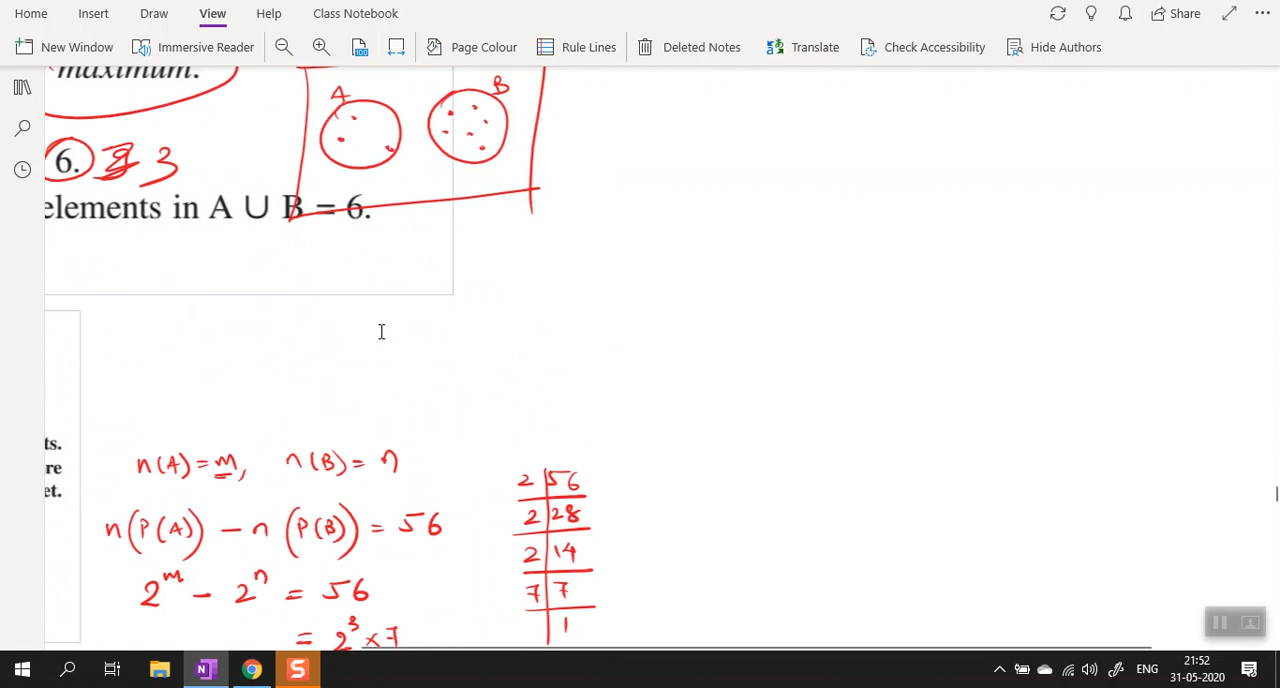 Home Insert Draw View Help Class Notebook Share
New Window Immersive Reader 100 Page Colour Rule Lines Deleted Notes Translate Check Accessibility Hide Authors
maximum.
A B
6. 3
elements in A ∪ B = 6.
ts.
re
et.
n(A) = m, n(B) = n
n(P(A)) - n(P(B)) = 56
2^m - 2^n = 56
= 2^3 × 7
2 | 56
2 | 28
2 | 14
7 | 7
| 1
ENG
21:52
31-05-2020